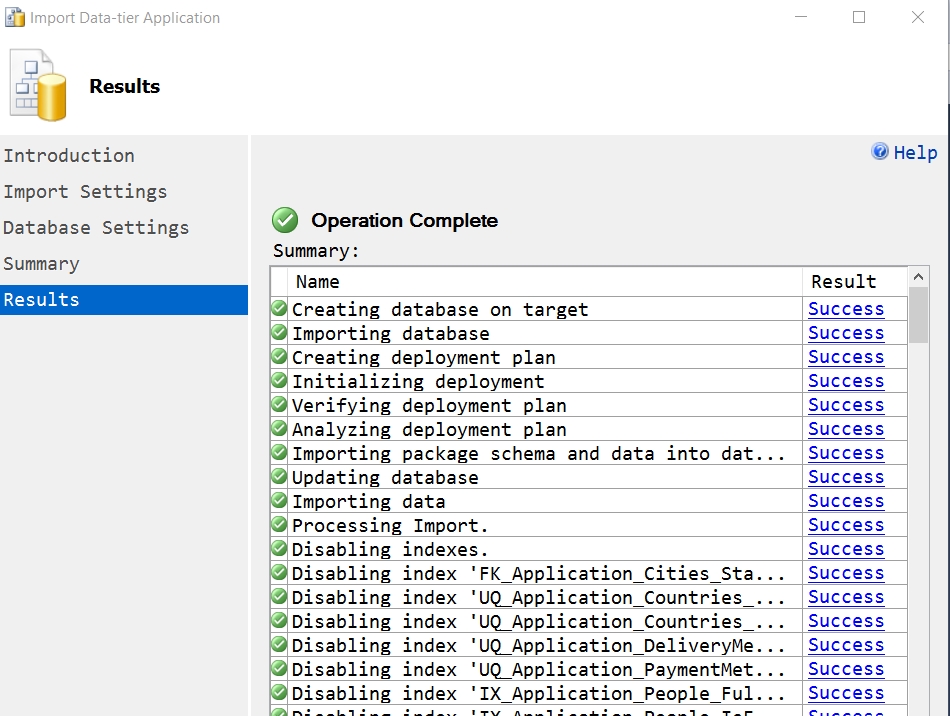 Import Data-tier Application
Results
Introduction
Import Settings
Database Settings
Summary
Results
Help
Operation Complete
Summary:
Name Result
Creating database on target Success
Importing database Success
Creating deployment plan Success
Initializing deployment Success
Verifying deployment plan Success
Analyzing deployment plan Success
Importing package schema and data into dat... Success
Updating database Success
Importing data Success
Processing Import. Success
Disabling indexes. Success
Disabling index 'FK_Application_Cities_Sta... Success
Disabling index 'UQ_Application_Countries_... Success
Disabling index 'UQ_Application_Countries_... Success
Disabling index 'UQ_Application_DeliveryMe... Success
Disabling index 'UQ_Application_PaymentMet... Success
Disabling index 'IX_Application_People_Ful... Success
Disabling index 'IX_Application_People_IsE... Success